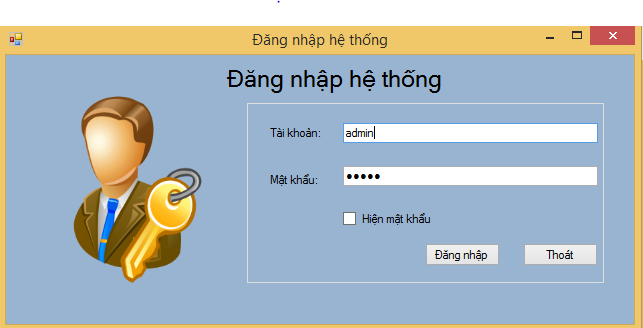 Đăng nhập hệ thống
Đăng nhập hệ thống
Tài khoản: admin
Mật khẩu: •••••
Hiện mật khẩu
Đăng nhập Thoát